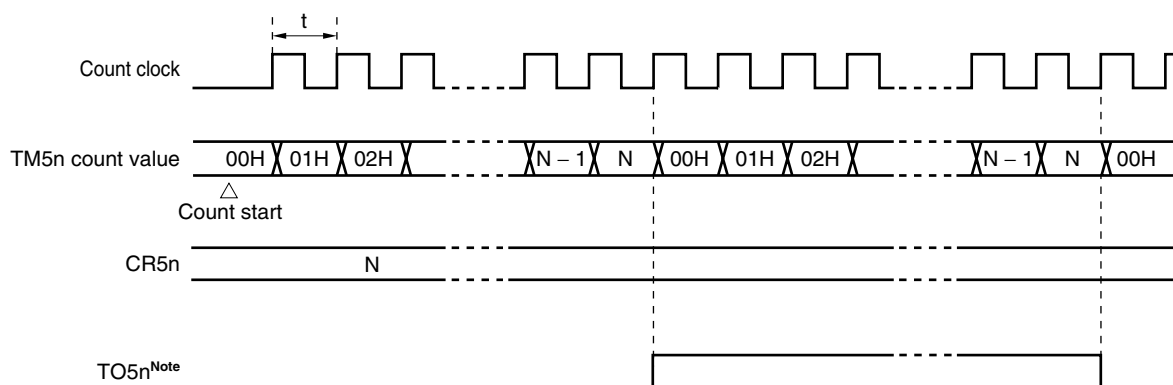 t
Count clock
TM5n count value 00H 01H 02H N – 1 N 00H 01H 02H N – 1 N 00H
Count start
CR5n N
TO5nNote